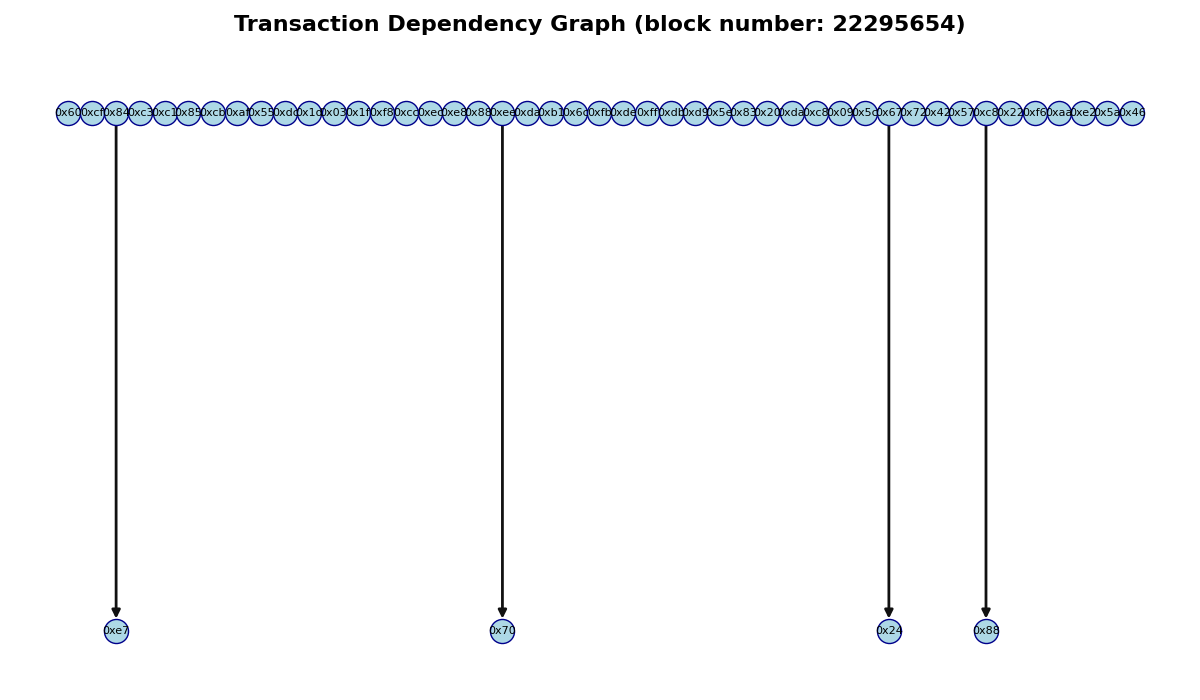 Transaction Dependency Graph (block number: 22295654)
0x60 0xcf 0x84 0xc3 0xc1 0x85 0xcb 0xaf 0x55 0xdc 0x1c 0x03 0x1f 0xf8 0xcc 0xec 0xe8 0x88 0xee 0xda 0xb1 0x6c 0xfb 0xde 0xff 0xdb 0xd9 0x5e 0x83 0x20 0xda 0xc8 0x09 0x5c 0x67 0x72 0x42 0x57 0xc8 0x22 0xf6 0xaa 0xe2 0x5a 0x46
0xe7 0x70 0x24 0x88